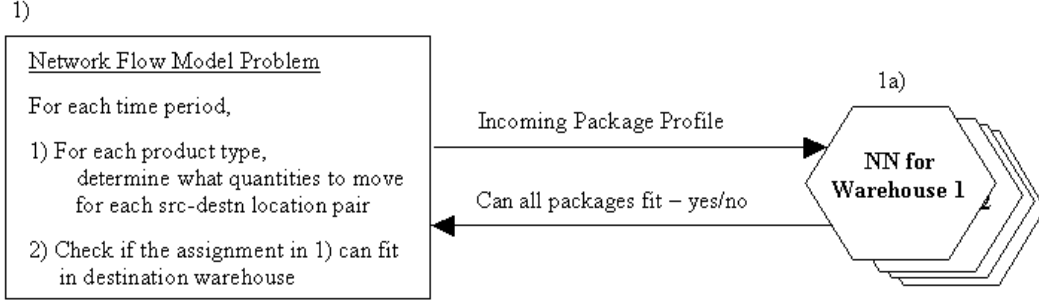 1)
Network Flow Model Problem
For each time period,
1) For each product type,
determine what quantities to move
for each src-destn location pair
2) Check if the assignment in 1) can fit
in destination warehouse
Incoming Package Profile
Can all packages fit – yes/no
1a)
NN for
Warehouse 1